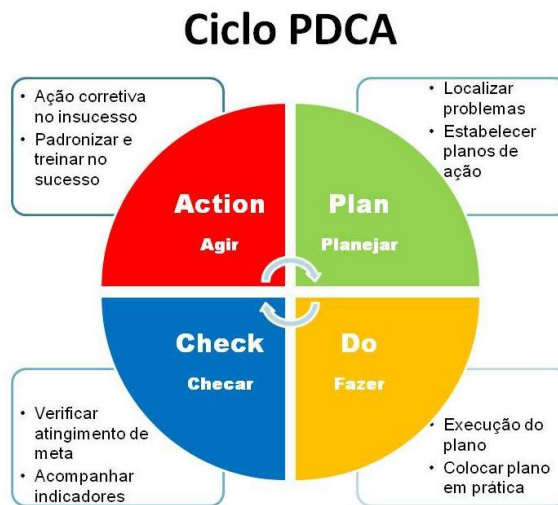 Ciclo PDCA
• Ação corretiva
no insucesso
• Padronizar e
treinar no
sucesso
• Localizar
problemas
• Estabelecer
planos de
ação
Action
Agir
Plan
Planejar
Check
Checar
Do
Fazer
• Verificar
atingimento de
meta
• Acompanhar
indicadores
• Execução do
plano
• Colocar plano
em prática